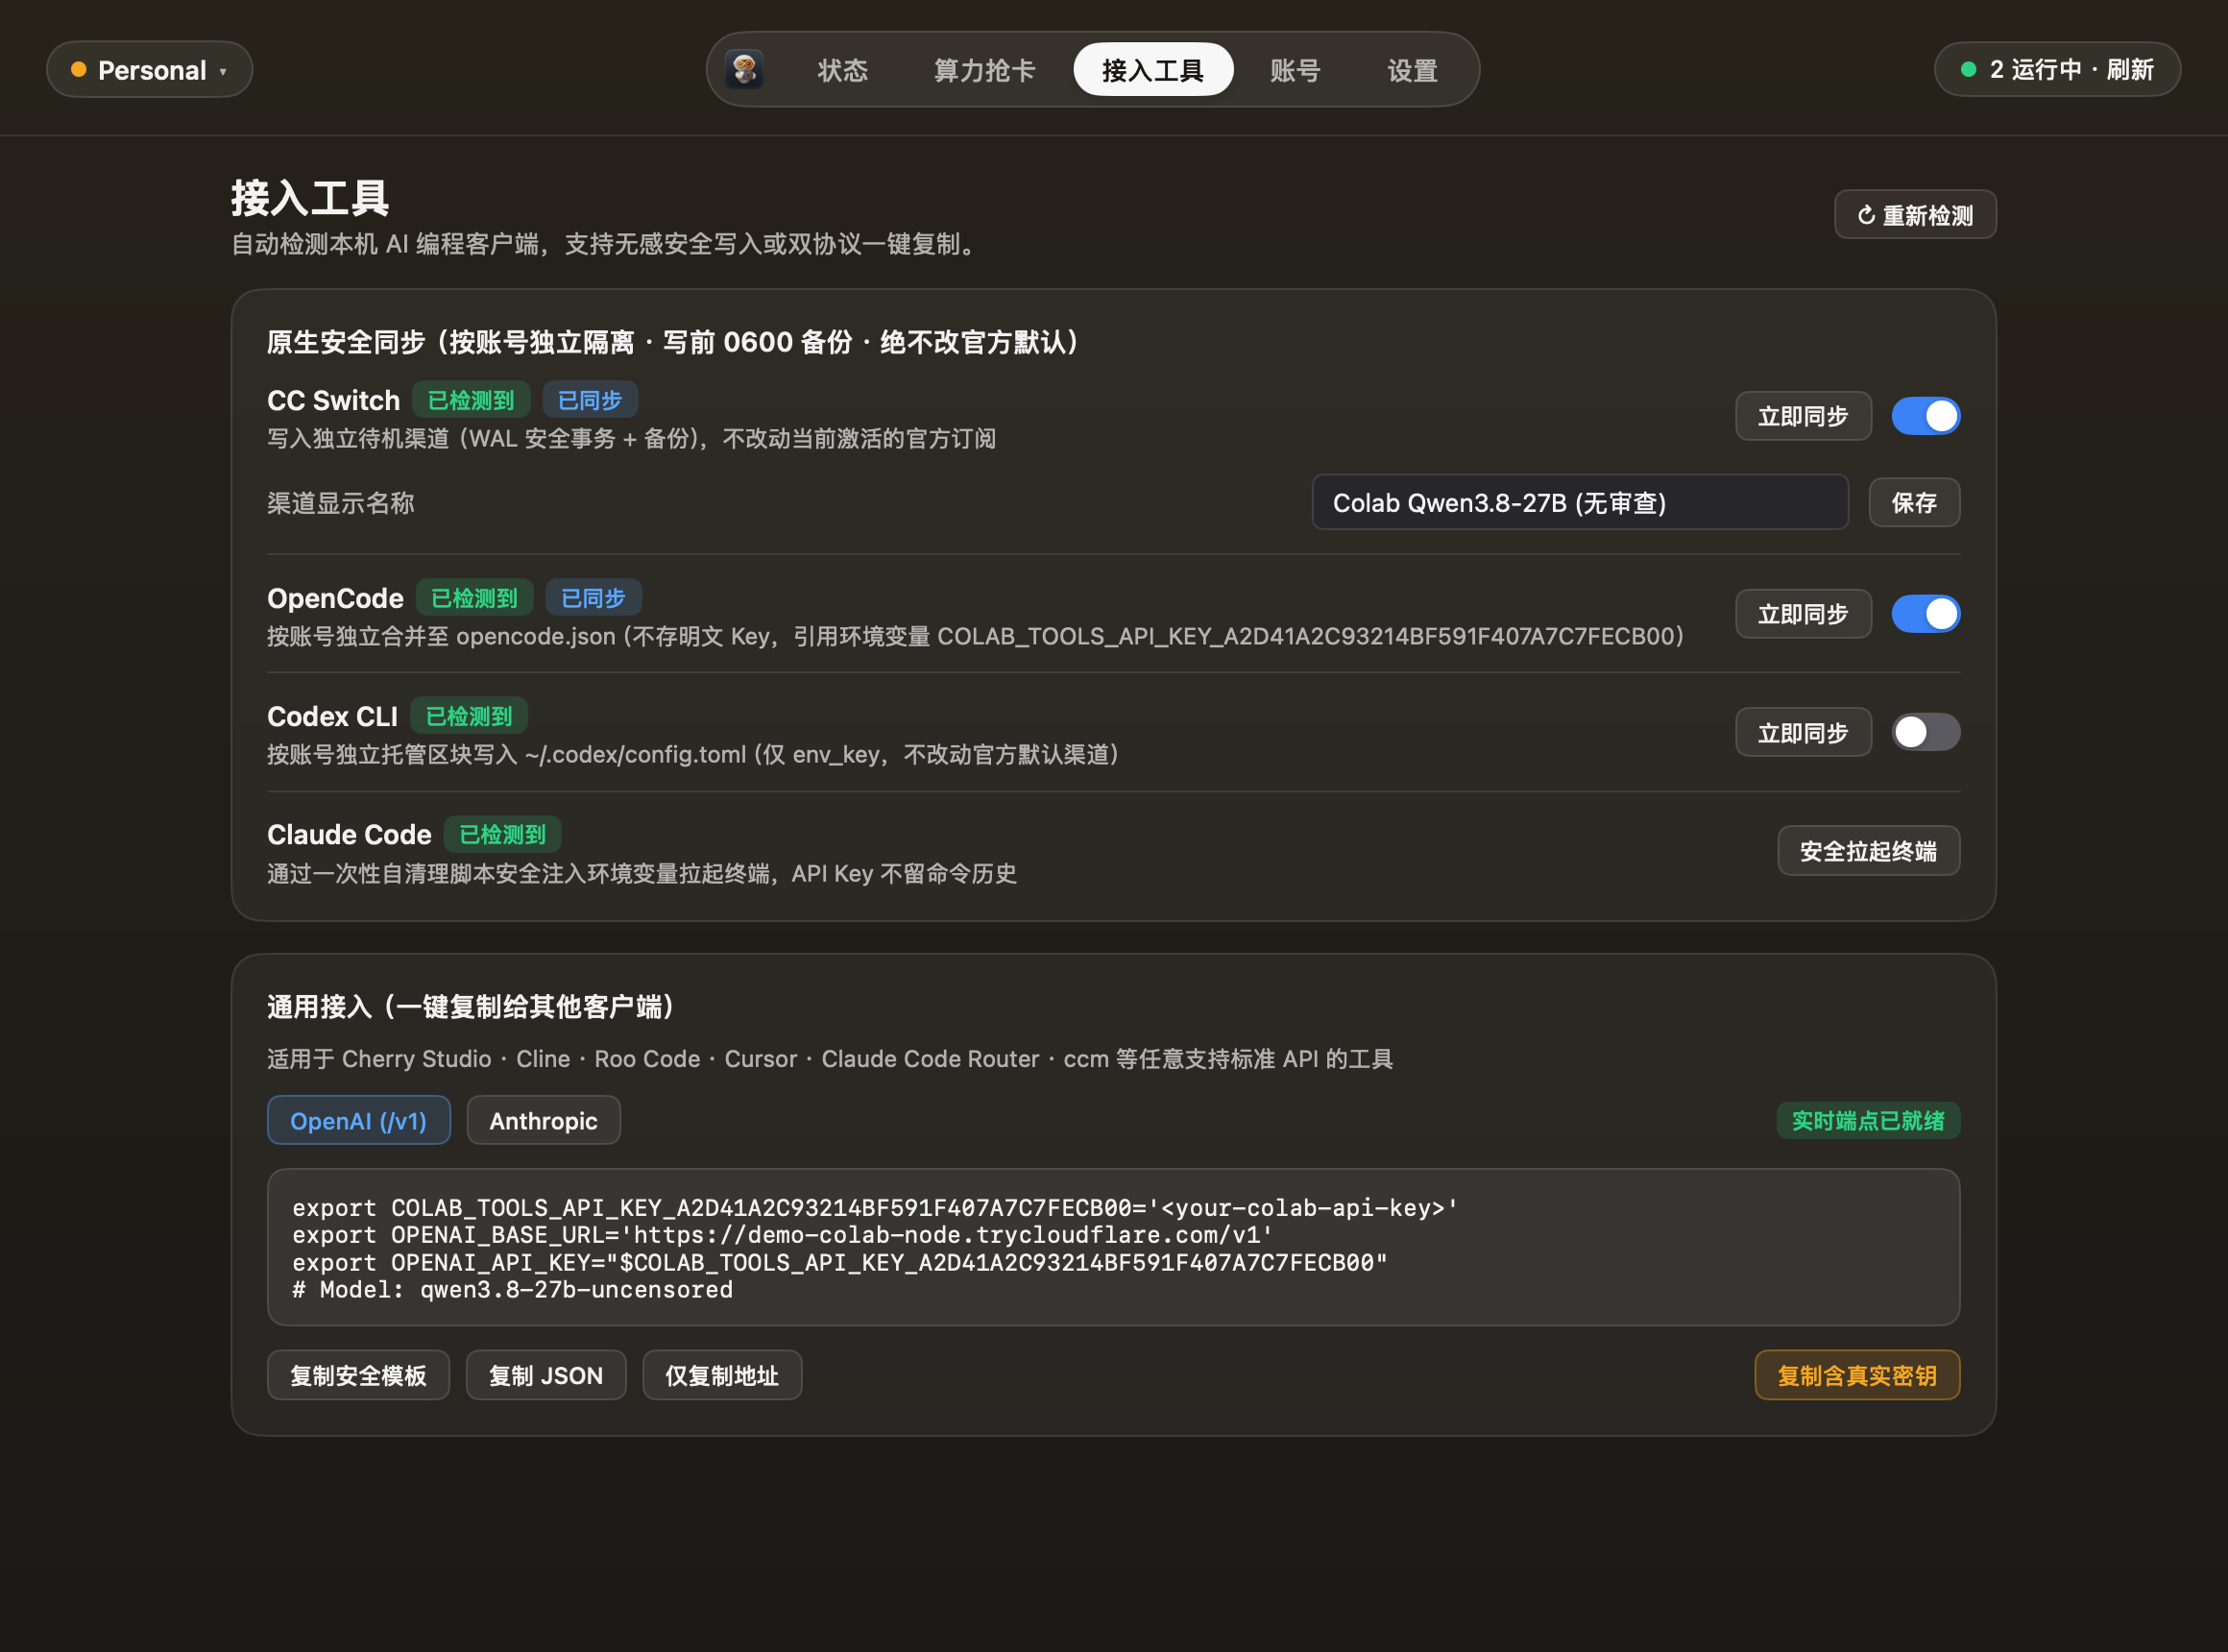 Personal ▾
状态
算力抢卡
接入工具
账号
设置
2 运行中 · 刷新
接入工具
自动检测本机 AI 编程客户端，支持无感安全写入或双协议一键复制。
↻ 重新检测
原生安全同步（按账号独立隔离 · 写前 0600 备份 · 绝不改官方默认）
CC Switch 已检测到 已同步
写入独立待机渠道 (WAL 安全事务 + 备份)，不改动当前激活的官方订阅
立即同步
渠道显示名称
Colab Qwen3.8-27B (无审查)
保存
OpenCode 已检测到 已同步
按账号独立合并至 opencode.json (不存明文 Key，引用环境变量 COLAB_TOOLS_API_KEY_A2D41A2C93214BF591F407A7C7FECB00)
立即同步
Codex CLI 已检测到
按账号独立托管区块写入 ~/.codex/config.toml (仅 env_key，不改动官方默认渠道)
立即同步
Claude Code 已检测到
通过一次性自清理脚本安全注入环境变量拉起终端，API Key 不留命令历史
安全拉起终端
通用接入（一键复制给其他客户端）
适用于 Cherry Studio · Cline · Roo Code · Cursor · Claude Code Router · ccm 等任意支持标准 API 的工具
OpenAI (/v1)
Anthropic
实时端点已就绪
export COLAB_TOOLS_API_KEY_A2D41A2C93214BF591F407A7C7FECB00='<your-colab-api-key>'
export OPENAI_BASE_URL='https://demo-colab-node.trycloudflare.com/v1'
export OPENAI_API_KEY="$COLAB_TOOLS_API_KEY_A2D41A2C93214BF591F407A7C7FECB00"
# Model: qwen3.8-27b-uncensored
复制安全模板
复制 JSON
仅复制地址
复制含真实密钥